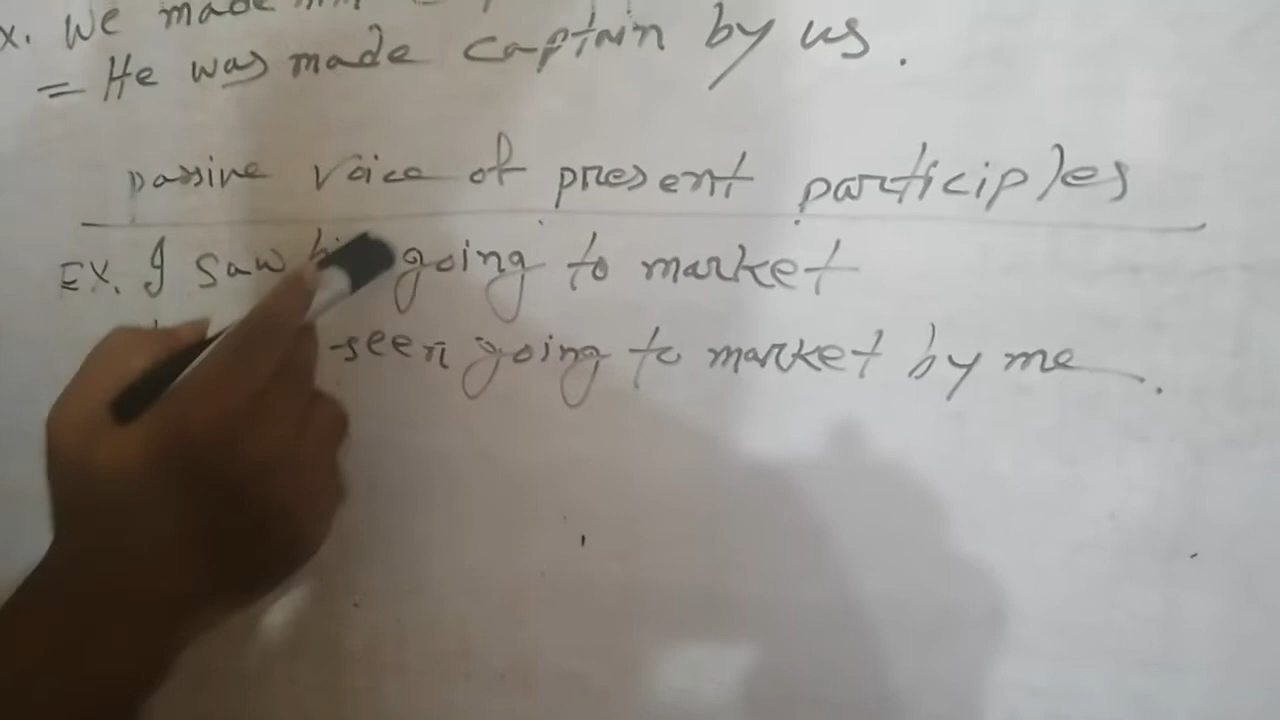 x. We made
= He was made captain by us.
passive voice of present participles
EX. I saw going to market
seen going to market by me.